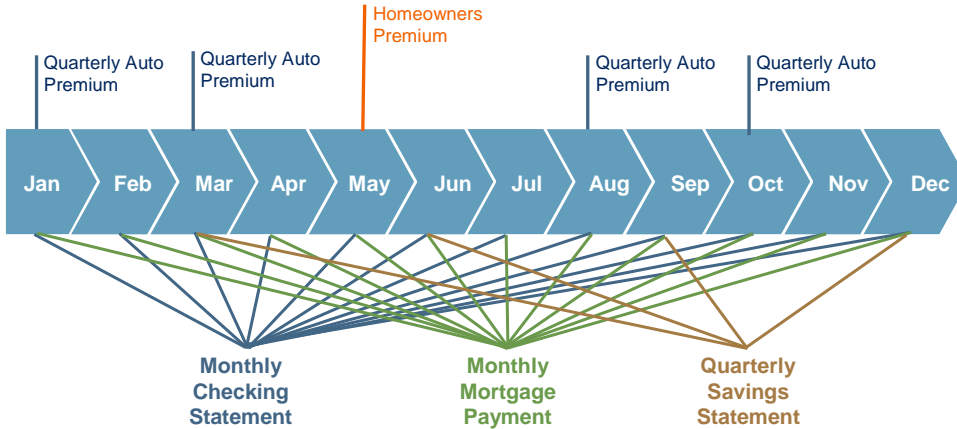 Homeowners
Premium
Quarterly Auto
Premium
Quarterly Auto
Premium
Quarterly Auto
Premium
Quarterly Auto
Premium
Jan
Feb
Mar
Apr
May
Jun
Jul
Aug
Sep
Oct
Nov
Dec
Monthly
Checking
Statement
Monthly
Mortgage
Payment
Quarterly
Savings
Statement